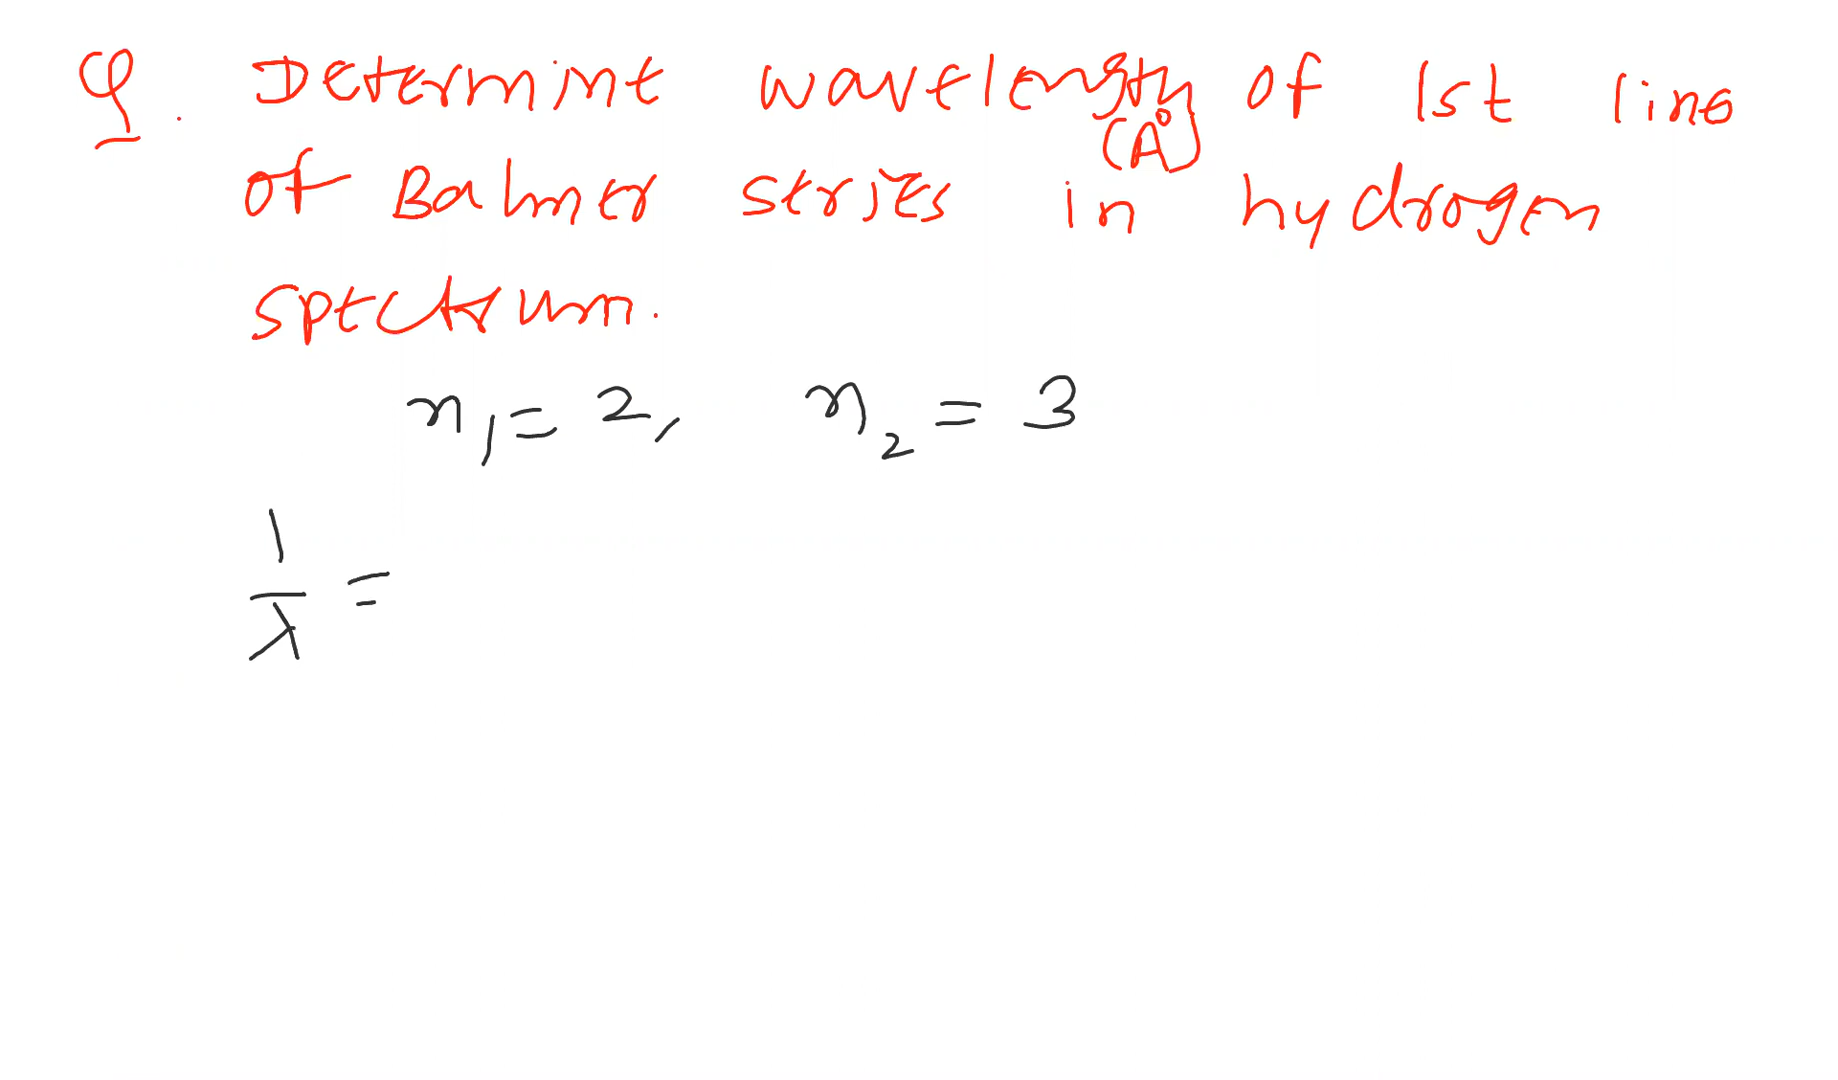 Q. Determine wavelength of 1st line
(A°)
of Balmer series in hydrogen
spectrum.
n₁ = 2, n₂ = 3
1/λ =